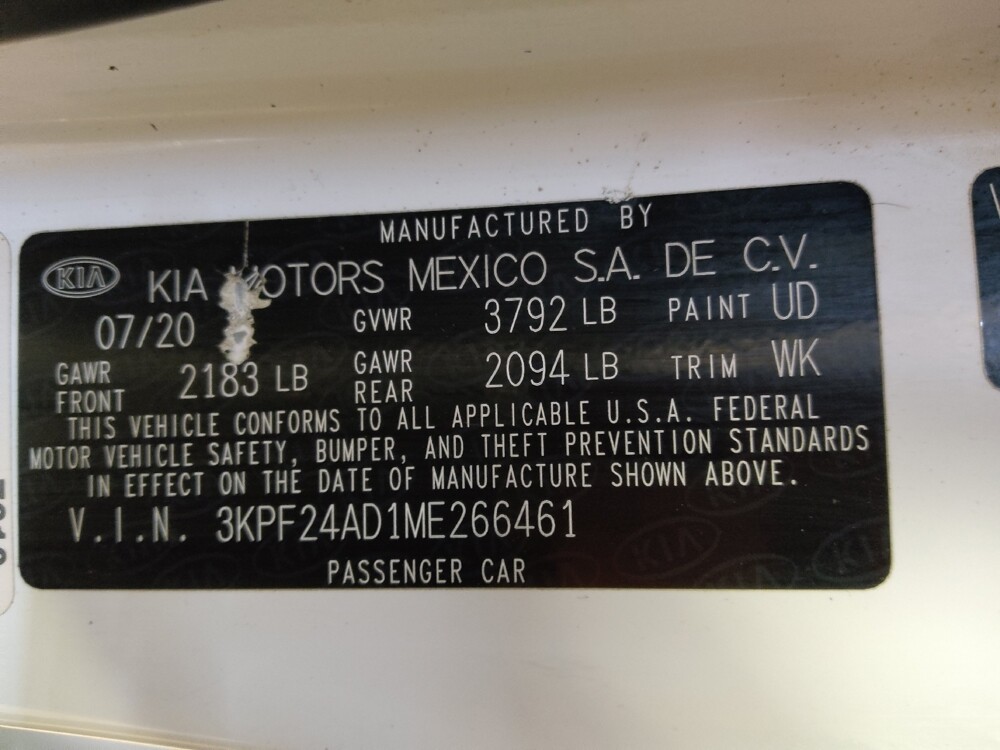 MANUFACTURED BY
KIA KIA MOTORS MEXICO S.A. DE C.V.
07/20 GVWR 3792 LB PAINT UD
GAWR FRONT 2183 LB GAWR REAR 2094 LB TRIM WK
THIS VEHICLE CONFORMS TO ALL APPLICABLE U.S.A. FEDERAL
MOTOR VEHICLE SAFETY, BUMPER, AND THEFT PREVENTION STANDARDS
IN EFFECT ON THE DATE OF MANUFACTURE SHOWN ABOVE.
V.I.N. 3KPF24AD1ME266461
PASSENGER CAR